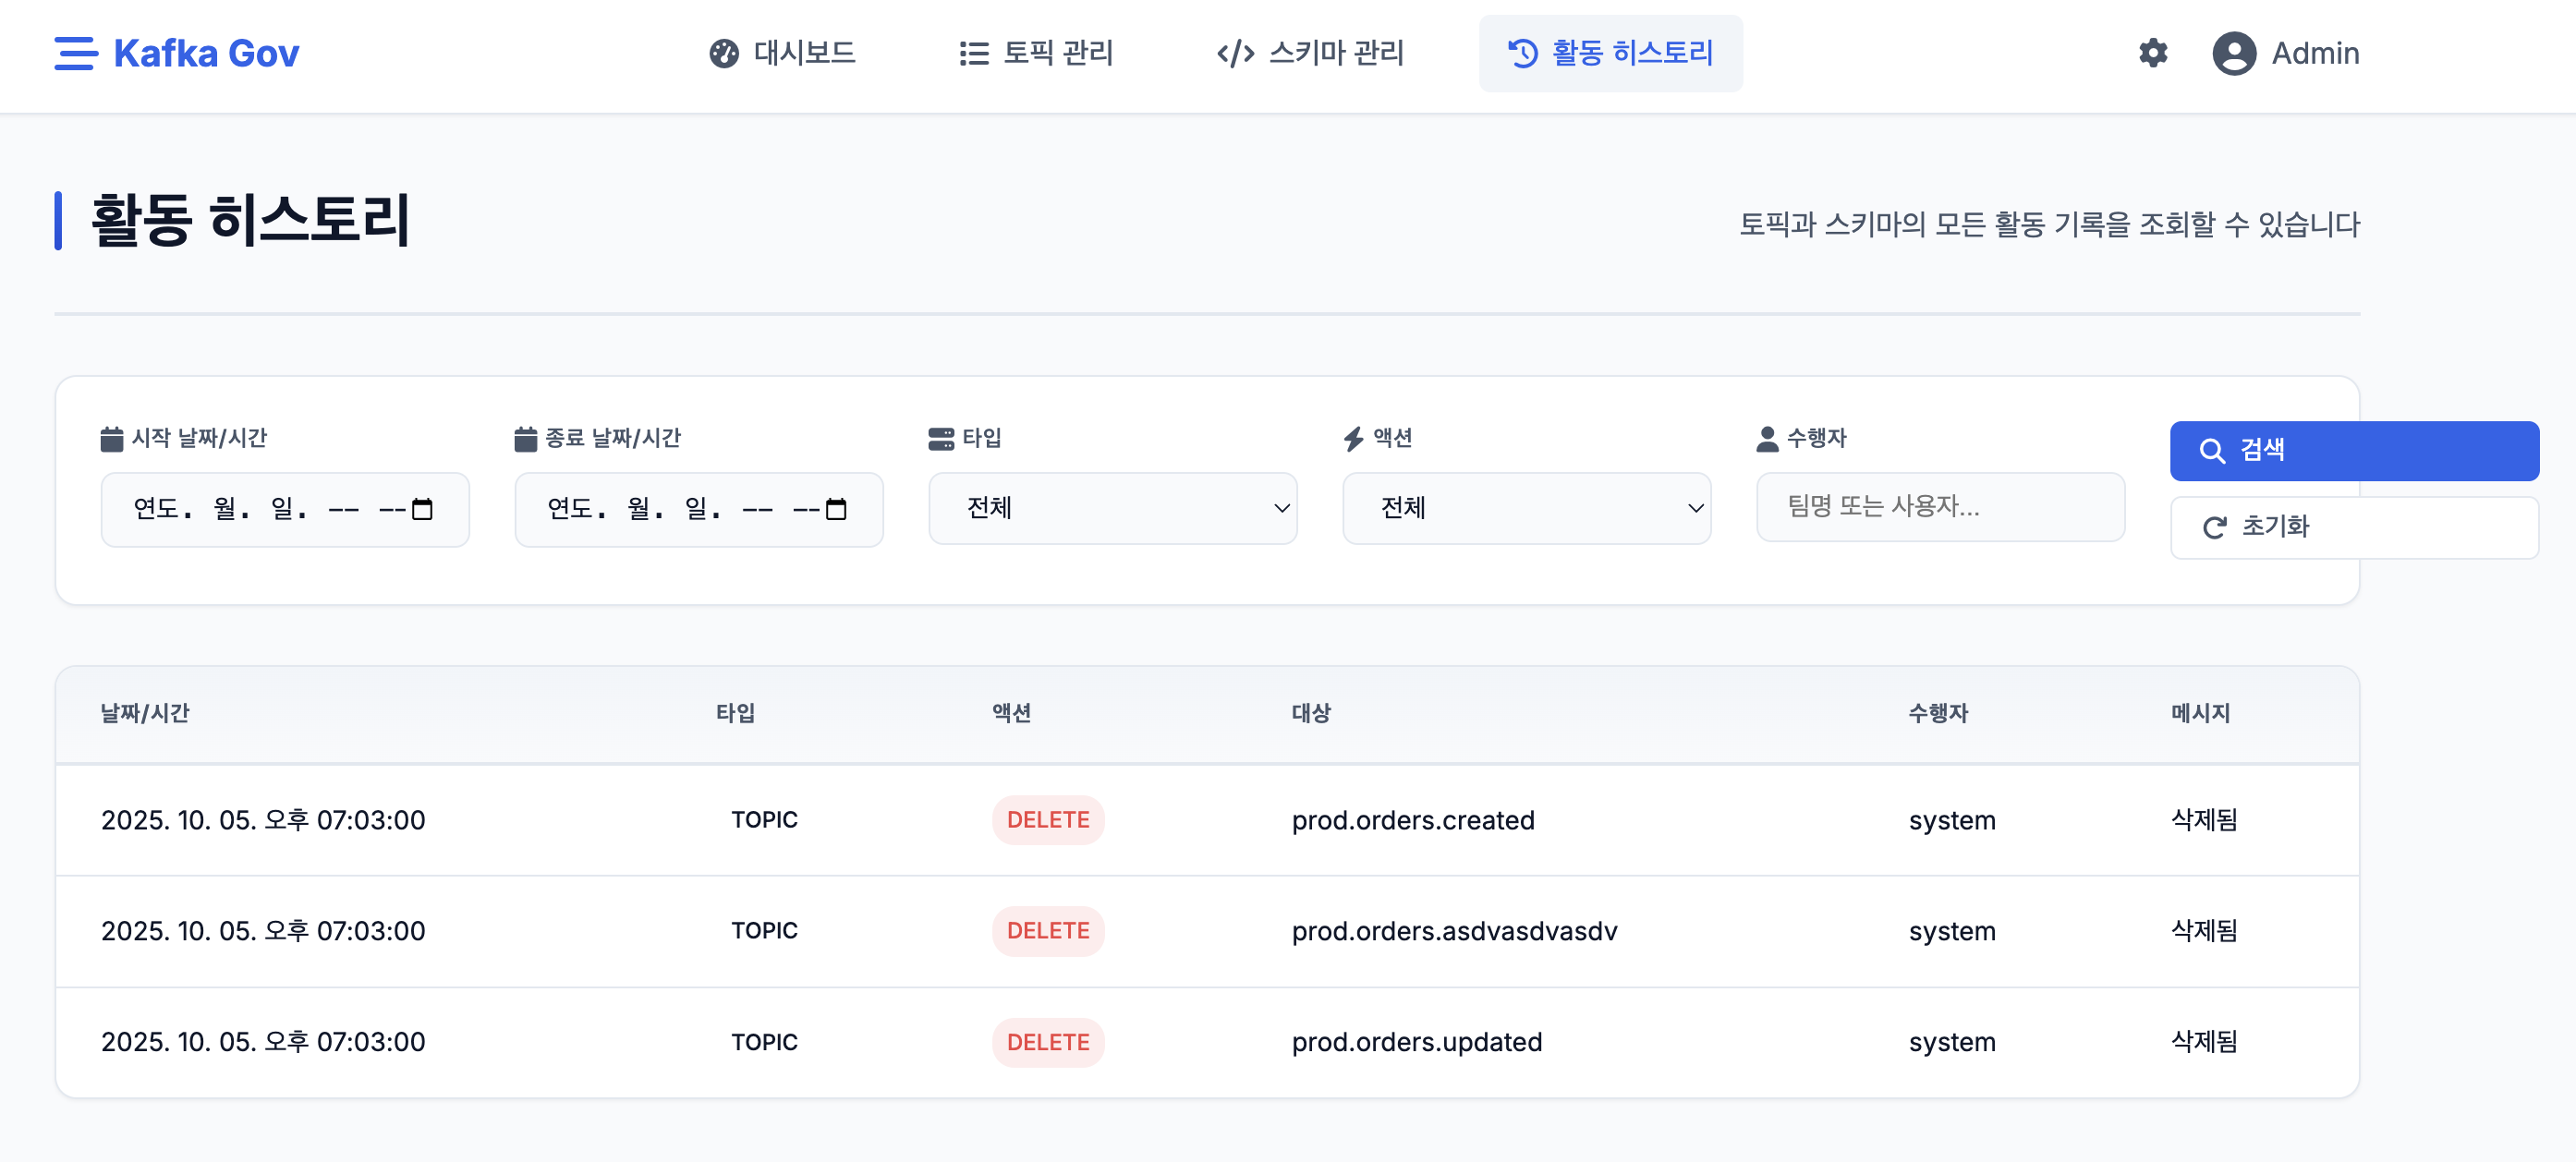 Kafka Gov
대시보드
토픽 관리
스키마 관리
활동 히스토리
Admin
활동 히스토리
토픽과 스키마의 모든 활동 기록을 조회할 수 있습니다
시작 날짜/시간
종료 날짜/시간
타입
액션
수행자
연도. 월. 일. -- --
연도. 월. 일. -- --
전체
전체
팀명 또는 사용자...
검색
초기화
날짜/시간 타입 액션 대상 수행자 메시지
2025. 10. 05. 오후 07:03:00 TOPIC DELETE prod.orders.created system 삭제됨
2025. 10. 05. 오후 07:03:00 TOPIC DELETE prod.orders.asdvasdvasdv system 삭제됨
2025. 10. 05. 오후 07:03:00 TOPIC DELETE prod.orders.updated system 삭제됨